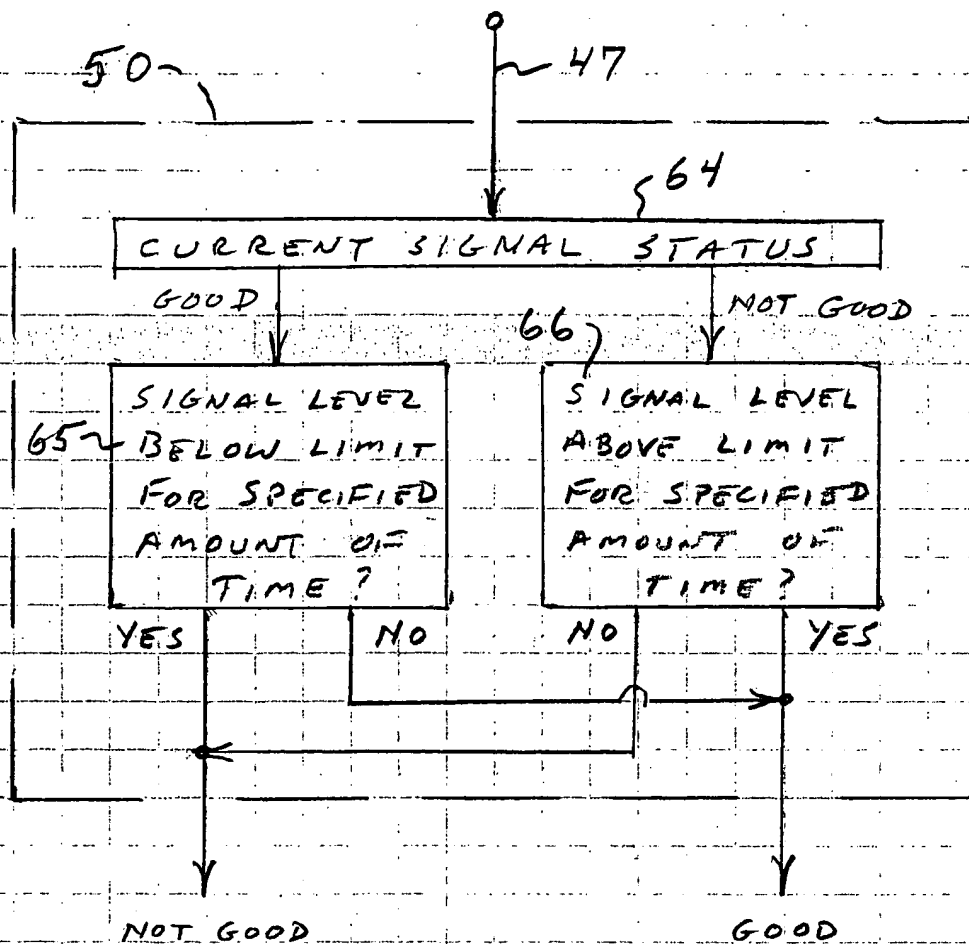 50
47
64
CURRENT SIGNAL STATUS
GOOD
NOT GOOD
66
SIGNAL LEVEL
65 BELOW LIMIT
FOR SPECIFIED
AMOUNT OF
TIME?
SIGNAL LEVEL
ABOVE LIMIT
FOR SPECIFIED
AMOUNT OF
TIME?
YES
NO
NO
YES
NOT GOOD
GOOD